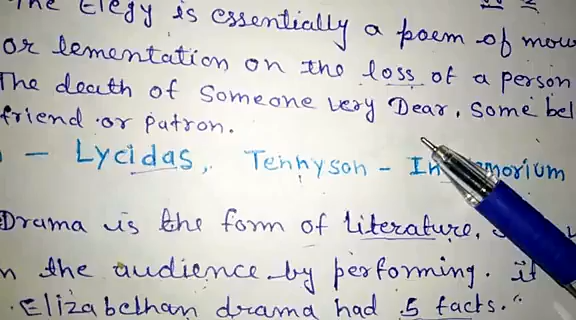 The Elegy is essentially a poem of
or lementation on the loss of a person
The death of Someone very Dear. some
friend or patron.
– Lycidas, Tennyson –
Drama is the form of literature.
the audience by performing. it
Elizabethan drama had 5 facts."